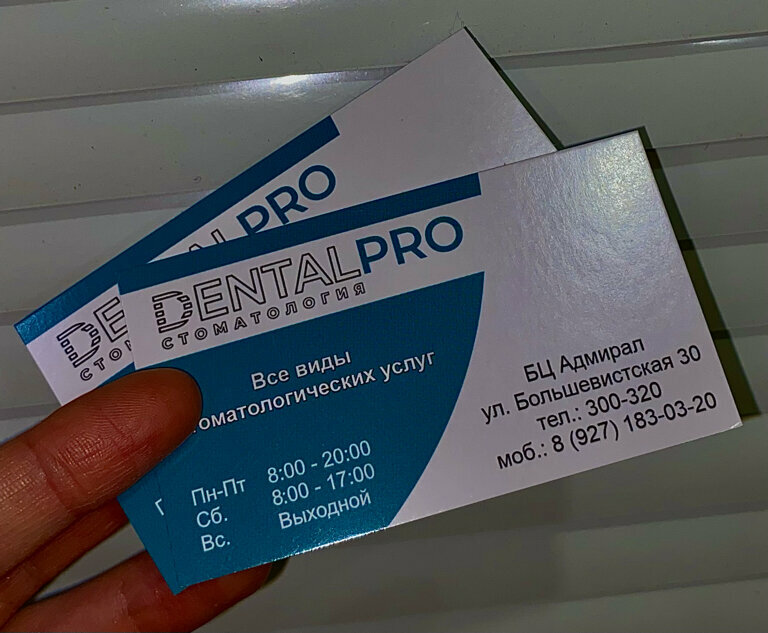 DENTALPRO
СТОМАТОЛОГИЯ
Все виды
услуг
Пн-Пт 8:00 - 20:00
Сб. 8:00 - 17:00
Вс. Выходной
БЦ Адмирал
ул. Большевистская 30
тел.: 300-320
моб.: 8 (927) 183-03-20
PRO